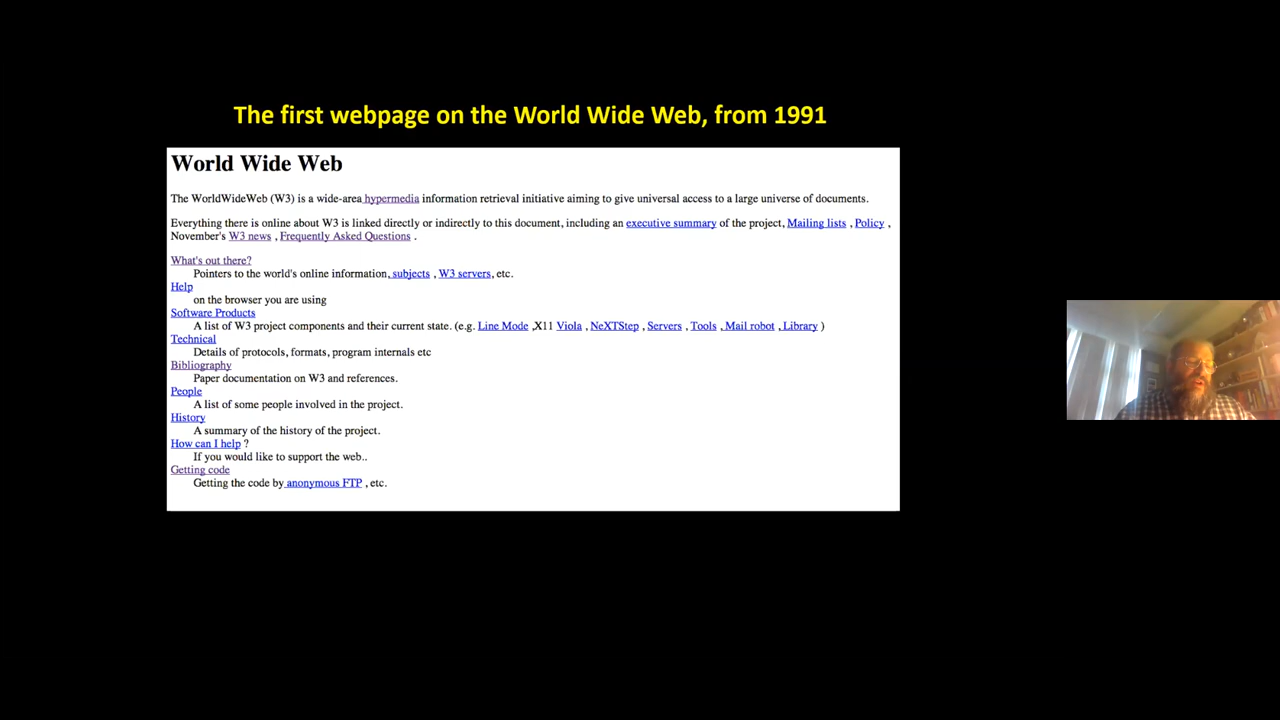 The first webpage on the World Wide Web, from 1991
World Wide Web
The WorldWideWeb (W3) is a wide-area hypermedia information retrieval initiative aiming to give universal access to a large universe of documents.
Everything there is online about W3 is linked directly or indirectly to this document, including an executive summary of the project, Mailing lists , Policy ,
November's W3 news , Frequently Asked Questions .
What's out there?
Pointers to the world's online information, subjects , W3 servers, etc.
Help
on the browser you are using
Software Products
A list of W3 project components and their current state. (e.g. Line Mode ,X11 Viola , NeXTStep , Servers , Tools , Mail robot , Library )
Technical
Details of protocols, formats, program internals etc
Bibliography
Paper documentation on W3 and references.
People
A list of some people involved in the project.
History
A summary of the history of the project.
How can I help ?
If you would like to support the web..
Getting code
Getting the code by anonymous FTP , etc.